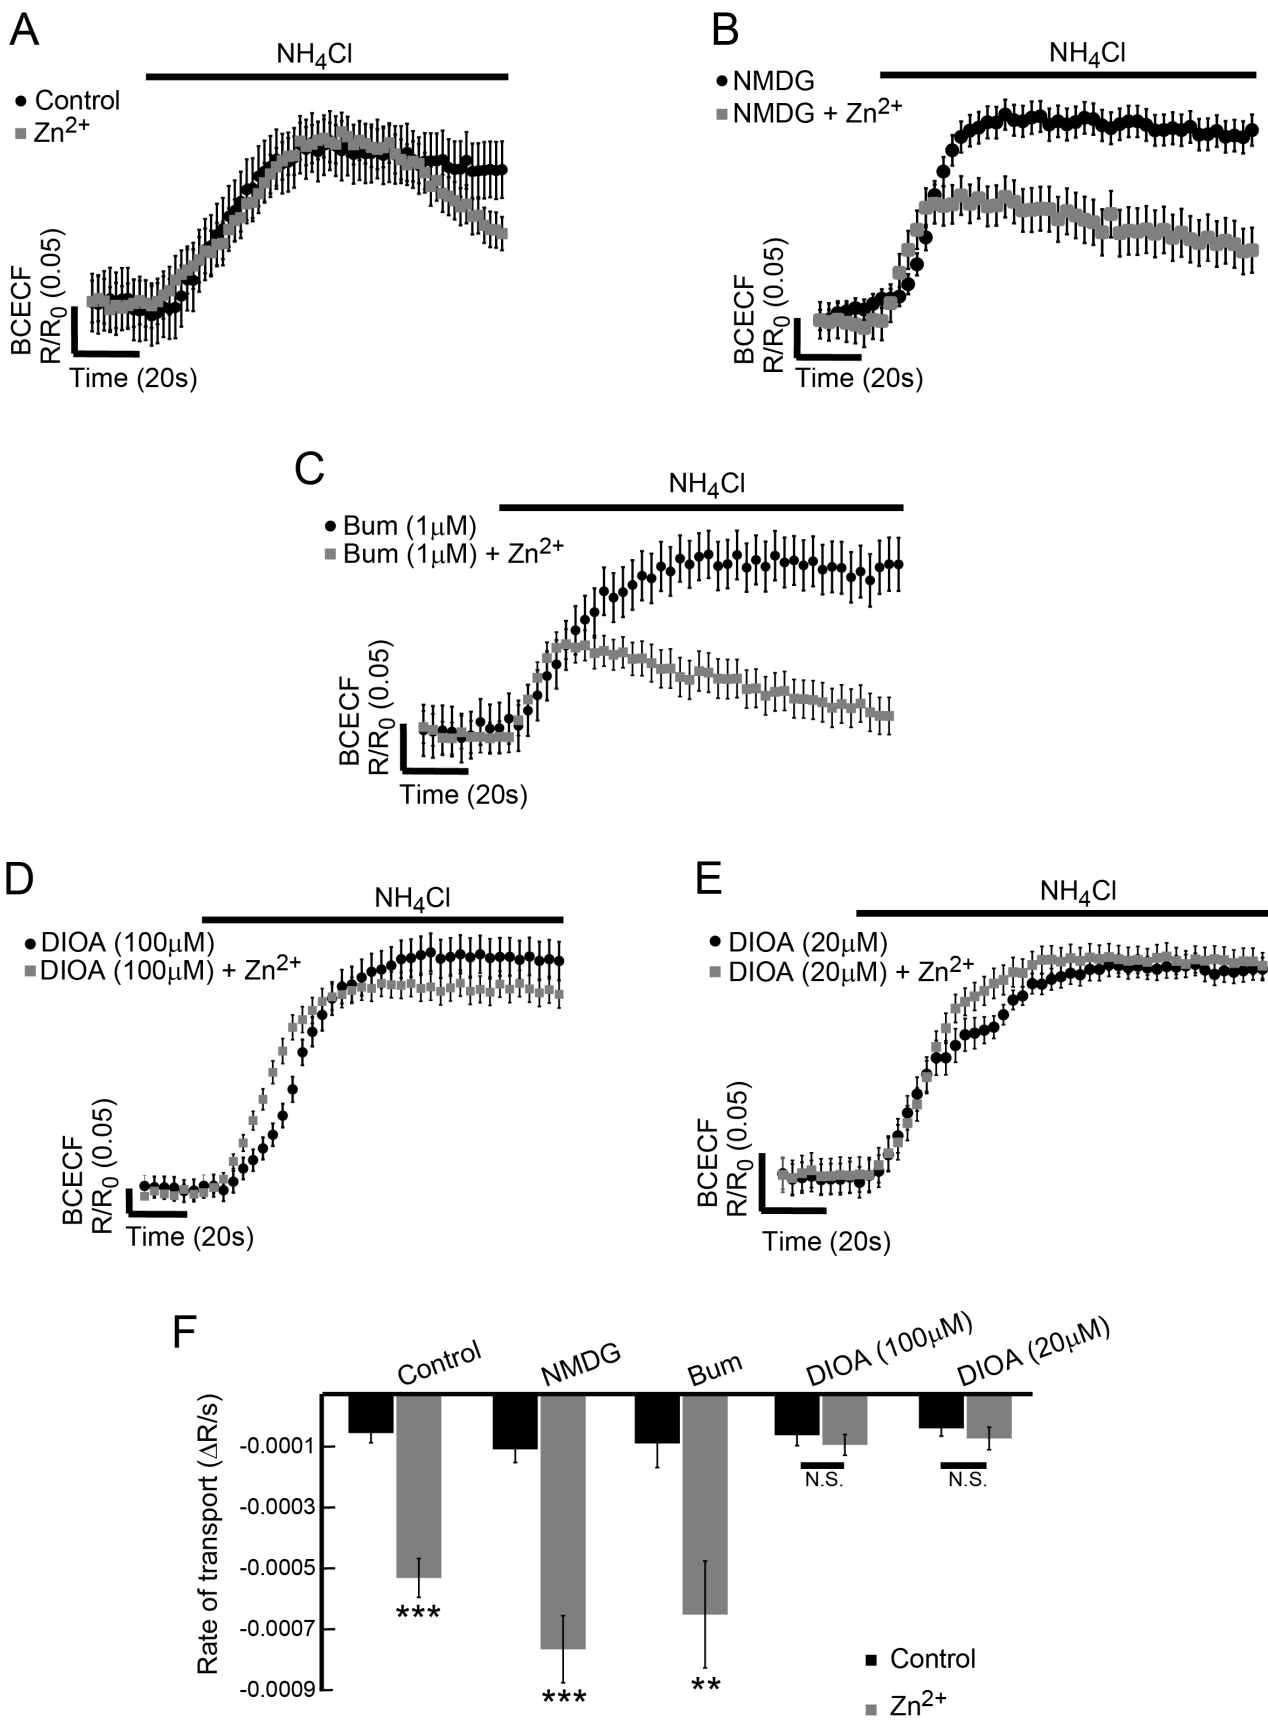 A
NH4Cl
Control
Zn2+
BCECF
R/R0 (0.05)
Time (20s)
B
NH4Cl
NMDG
NMDG + Zn2+
BCECF
R/R0 (0.05)
Time (20s)
C
NH4Cl
Bum (1μM)
Bum (1μM) + Zn2+
BCECF
R/R0 (0.05)
Time (20s)
D
NH4Cl
DIOA (100μM)
DIOA (100μM) + Zn2+
BCECF
R/R0 (0.05)
Time (20s)
E
NH4Cl
DIOA (20μM)
DIOA (20μM) + Zn2+
BCECF
R/R0 (0.05)
Time (20s)
F
Control
NMDG
Bum
DIOA (100μM)
DIOA (20μM)
Rate of transport (ΔR/s)
-0.0001
-0.0003
-0.0005
-0.0007
-0.0009
***
***
**
N.S.
N.S.
Control
Zn2+